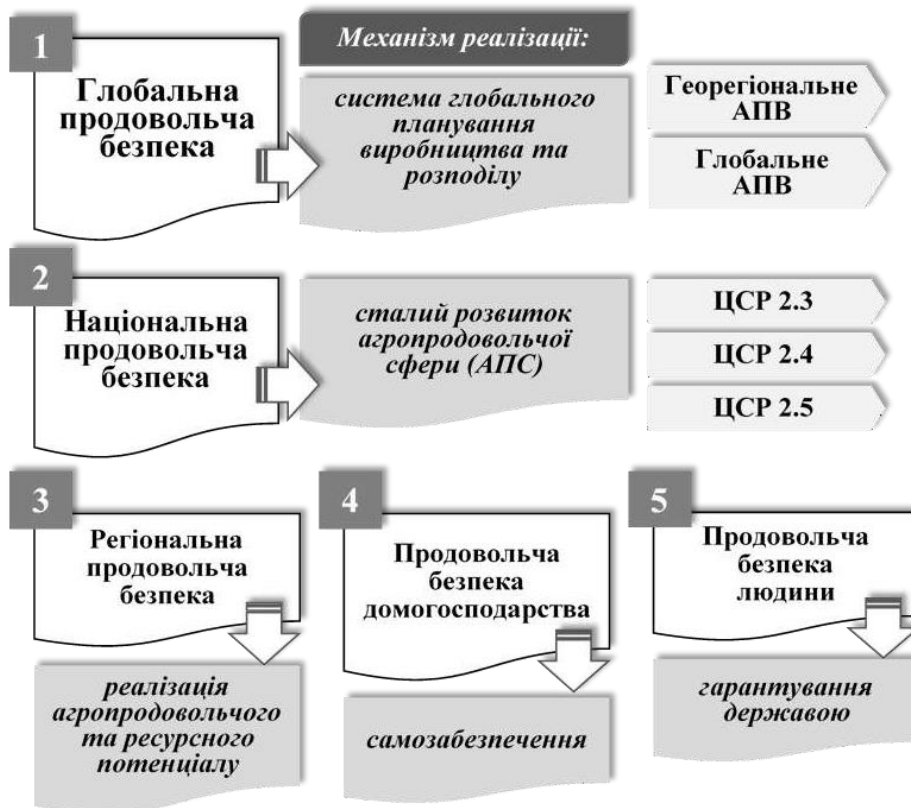 1
Механізм реалізації:
Глобальна
продовольча
безпека
система глобального
планування
виробництва та
розподілу
Георегіональне
АПВ
Глобальне
АПВ
2
Національна
продовольча
безпека
сталий розвиток
агропродовольчої
сфери (АПС)
ЦСР 2.3
ЦСР 2.4
ЦСР 2.5
3
Регіональна
продовольча
безпека
реалізація
агропродовольчого
та ресурсного
потенціалу
4
Продовольча
безпека
домогосподарства
самозабезпечення
5
Продовольча
безпека
людини
гарантування
державою